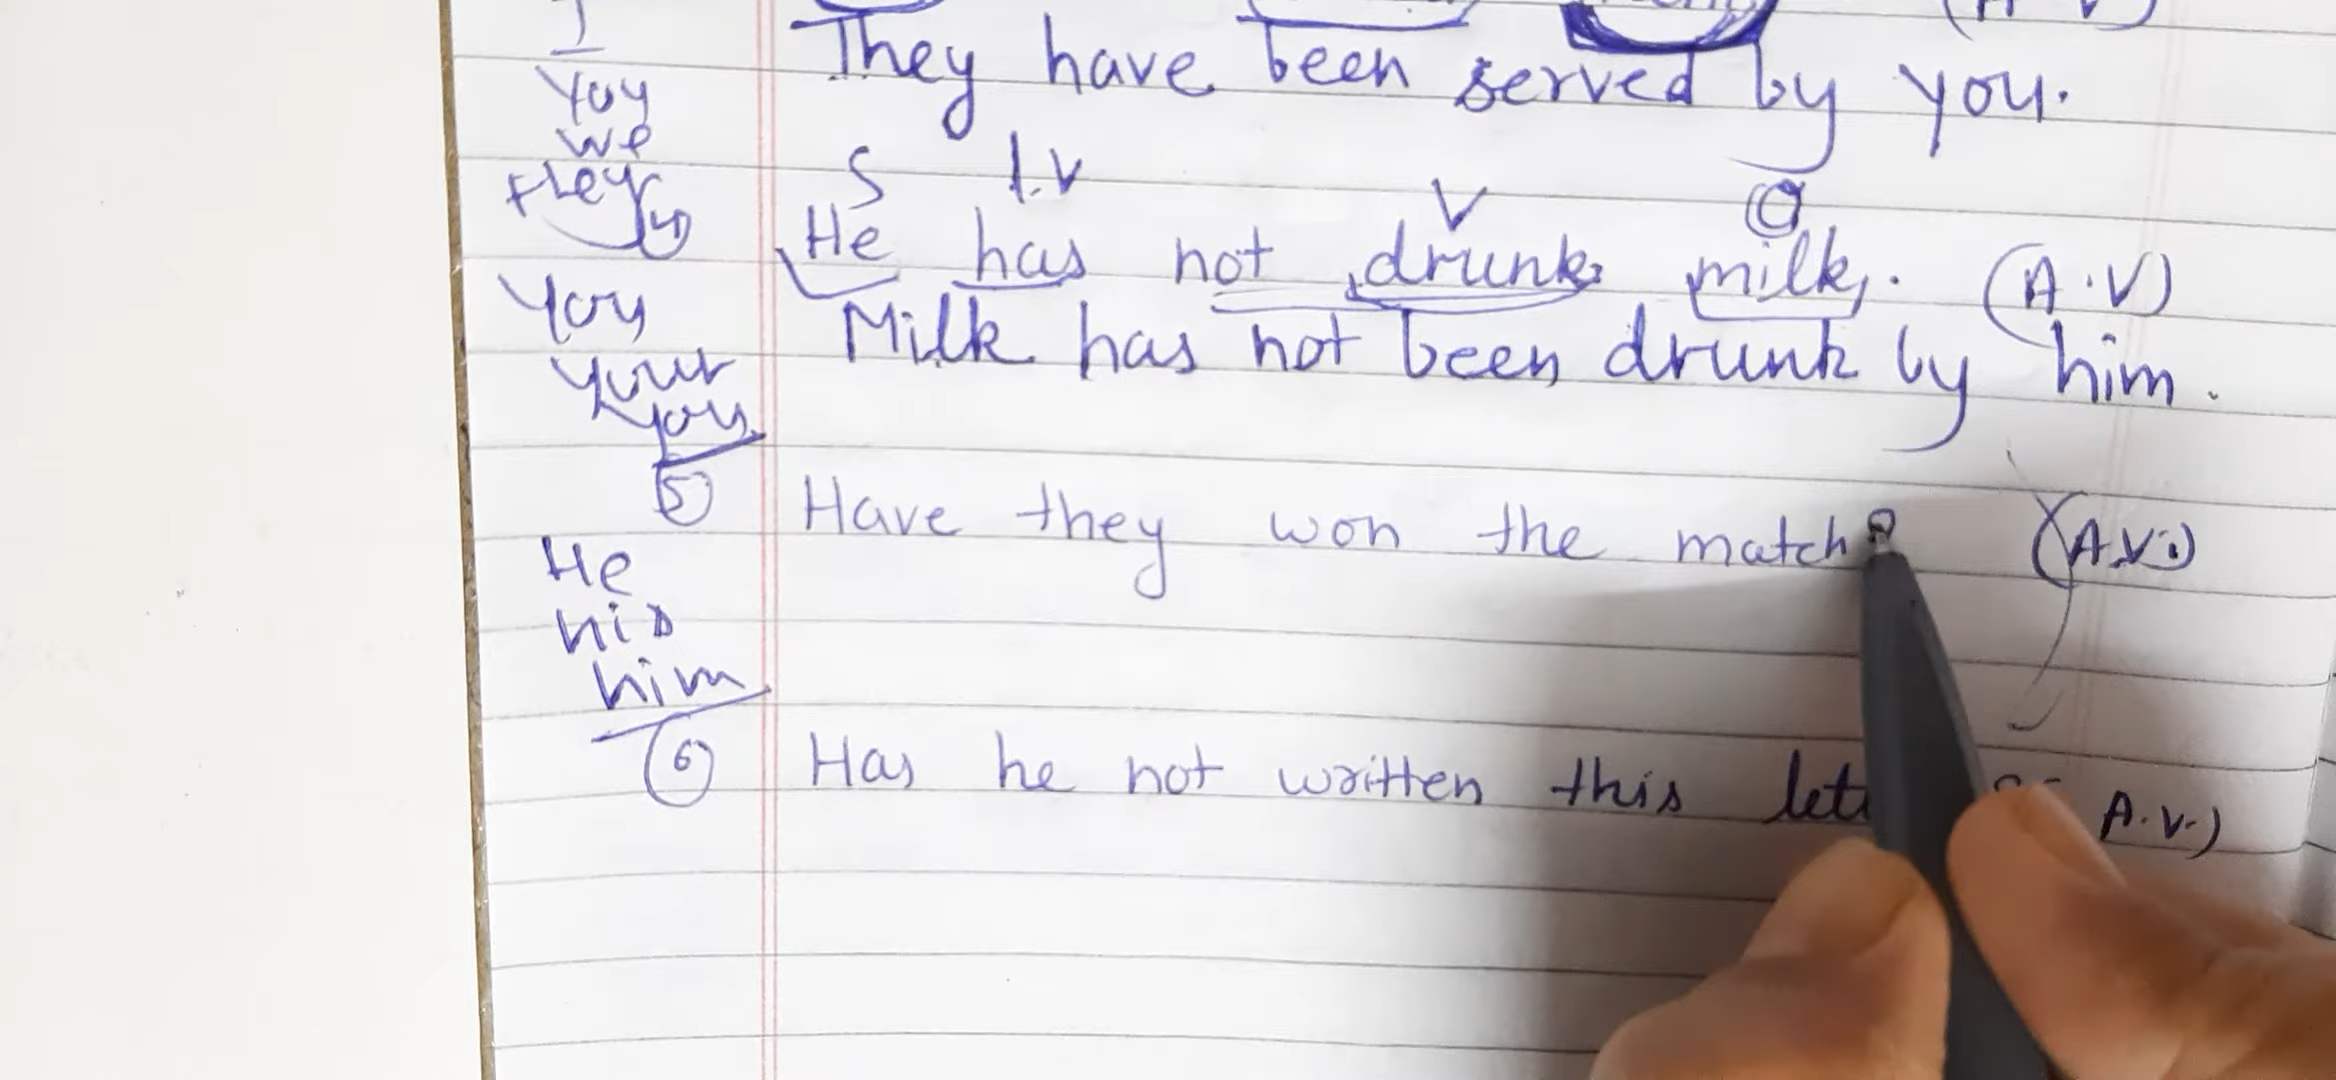 I
They have been served by you.
you
we
they
S I.V V O
④ He has not drunk milk. (A.V)
you Milk has not been drunk by him.
your
you
⑤ Have they won the match? (A.V.)
He
his
him
⑥ Has he not written this A.V.)